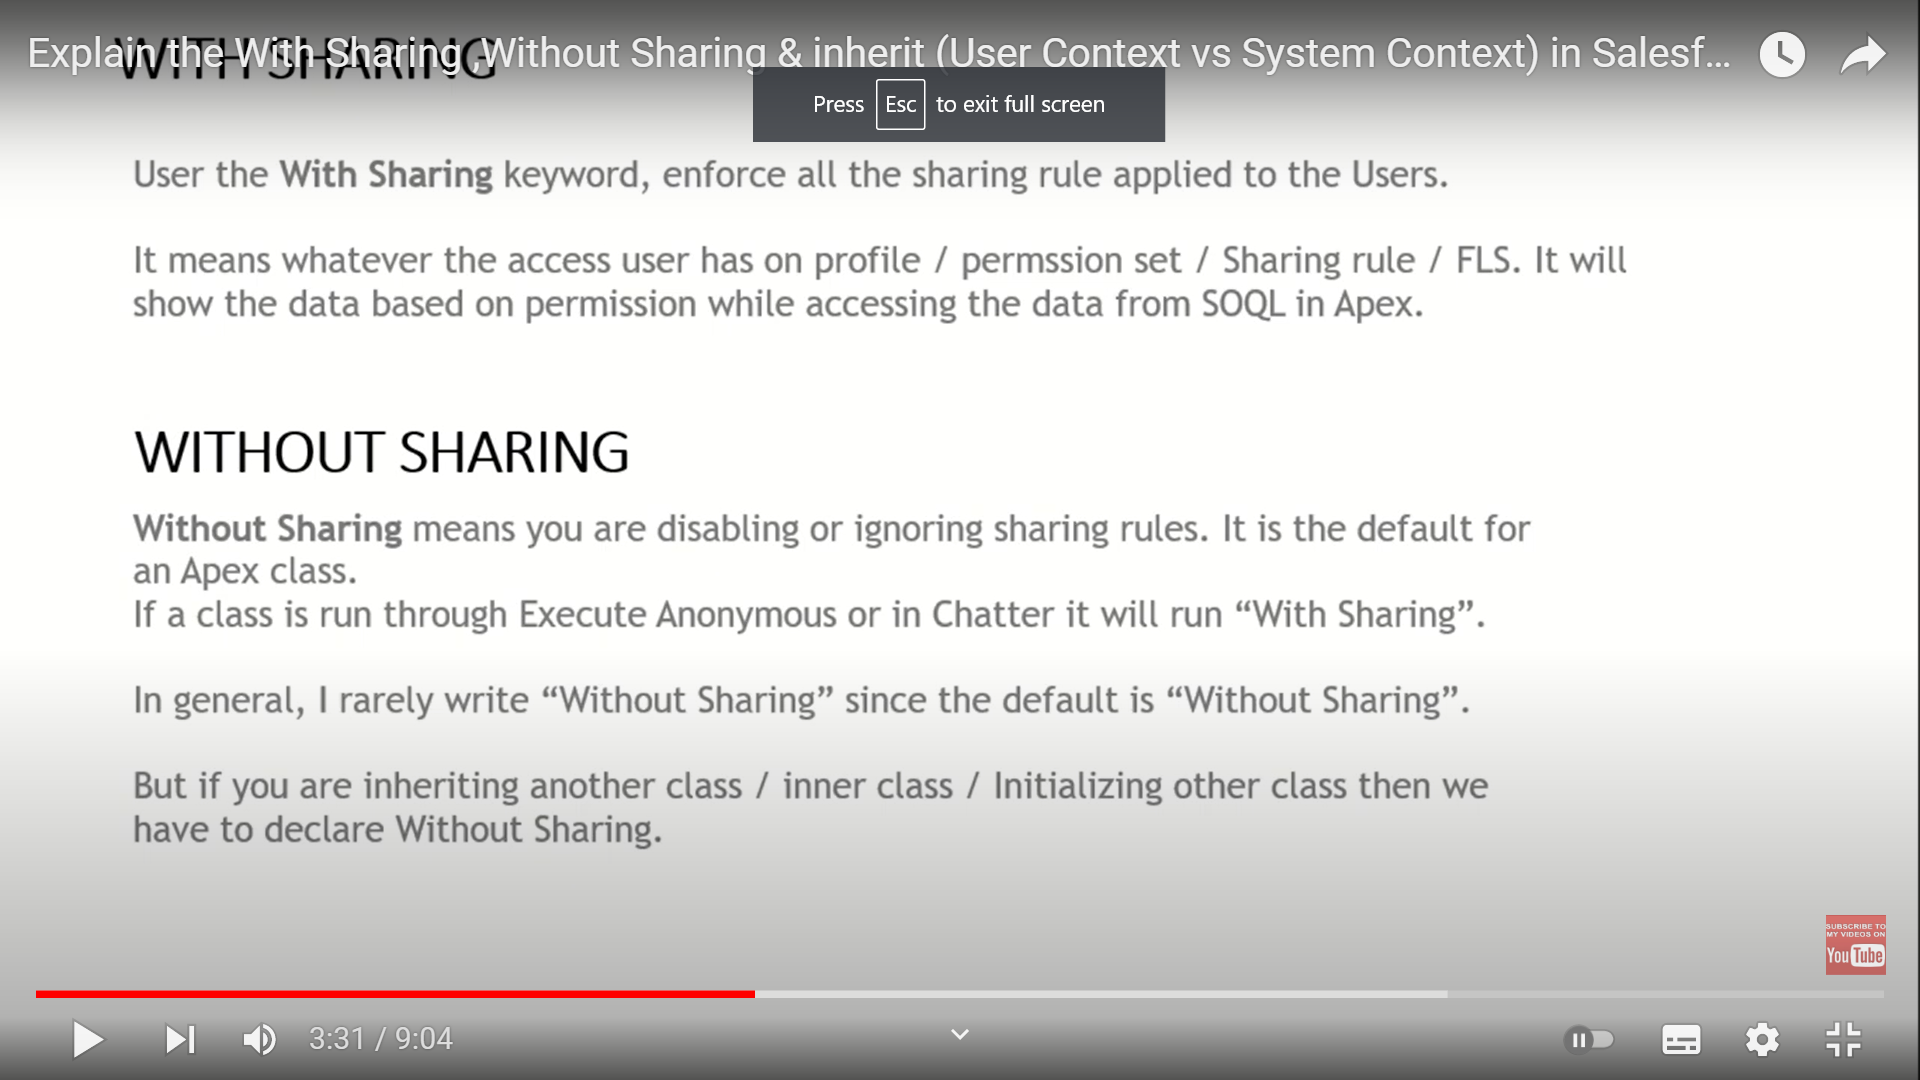 Explain the With Sharing,Without Sharing & inherit (User Context vs System Context) in Salesf...
WITH SHARING
Press Esc to exit full screen
User the With Sharing keyword, enforce all the sharing rule applied to the Users.
It means whatever the access user has on profile / permssion set / Sharing rule / FLS. It will
show the data based on permission while accessing the data from SOQL in Apex.
WITHOUT SHARING
Without Sharing means you are disabling or ignoring sharing rules. It is the default for
an Apex class.
If a class is run through Execute Anonymous or in Chatter it will run “With Sharing”.
In general, I rarely write “Without Sharing” since the default is “Without Sharing”.
But if you are inheriting another class / inner class / Initializing other class then we
have to declare Without Sharing.
SUBSCRIBE TO
MY VIDEOS ON
YouTube
3:31 / 9:04